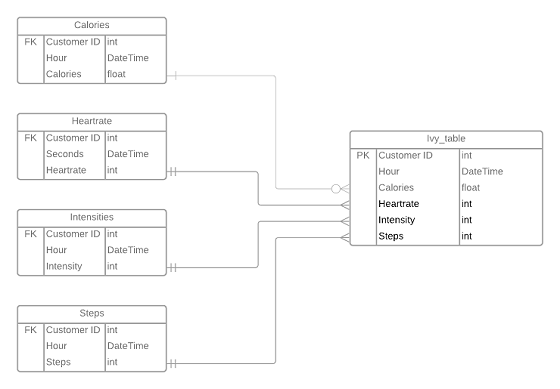 Calories
FK Customer ID int
Hour DateTime
Calories float
Heartrate
FK Customer ID int
Seconds DateTime
Heartrate int
Intensities
FK Customer ID int
Hour DateTime
Intensity int
Steps
FK Customer ID int
Hour DateTime
Steps int
Ivy_table
PK Customer ID int
Hour DateTime
Calories float
Heartrate int
Intensity int
Steps int